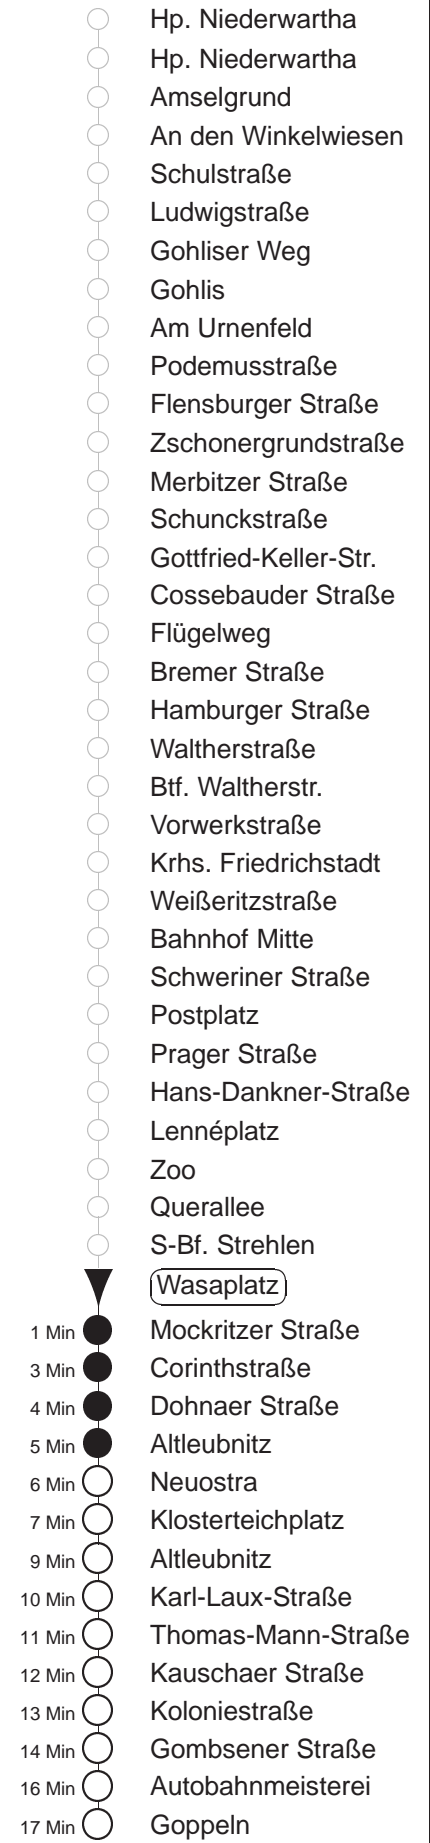 Hp. Niederwartha
Hp. Niederwartha
Amselgrund
An den Winkelwiesen
Schulstraße
Ludwigstraße
Gohliser Weg
Gohlis
Am Urnenfeld
Podemusstraße
Flensburger Straße
Zschonergrundstraße
Merbitzer Straße
Schunckstraße
Gottfried-Keller-Str.
Cossebauder Straße
Flügelweg
Bremer Straße
Hamburger Straße
Waltherstraße
Btf. Waltherstr.
Vorwerkstraße
Krhs. Friedrichstadt
Weißeritzstraße
Bahnhof Mitte
Schweriner Straße
Postplatz
Prager Straße
Hans-Dankner-Straße
Lennéplatz
Zoo
Querallee
S-Bf. Strehlen
Wasaplatz
1 Min Mockritzer Straße
3 Min Corinthstraße
4 Min Dohnaer Straße
5 Min Altleubnitz
6 Min Neuostra
7 Min Klosterteichplatz
9 Min Altleubnitz
10 Min Karl-Laux-Straße
11 Min Thomas-Mann-Straße
12 Min Kauschaer Straße
13 Min Koloniestraße
14 Min Gombsener Straße
16 Min Autobahnmeisterei
17 Min Goppeln